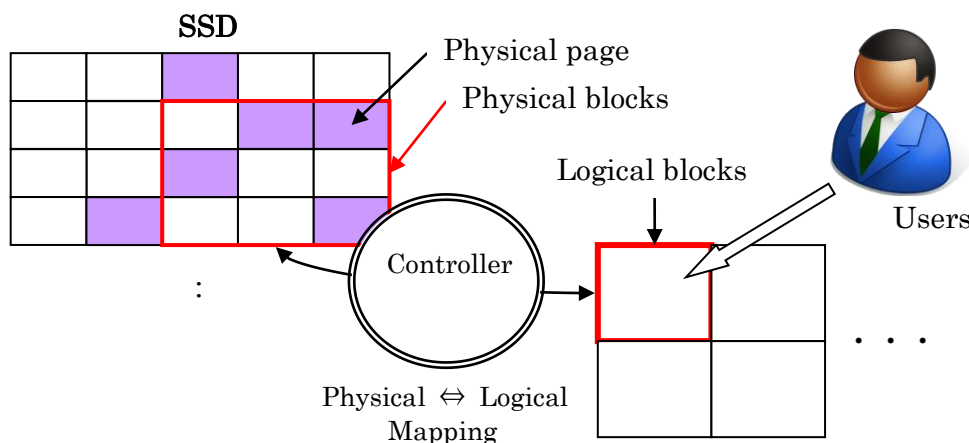 SSD
Physical page
Physical blocks
Logical blocks
Users
Controller
:
. . .
Physical ⇔ Logical
Mapping